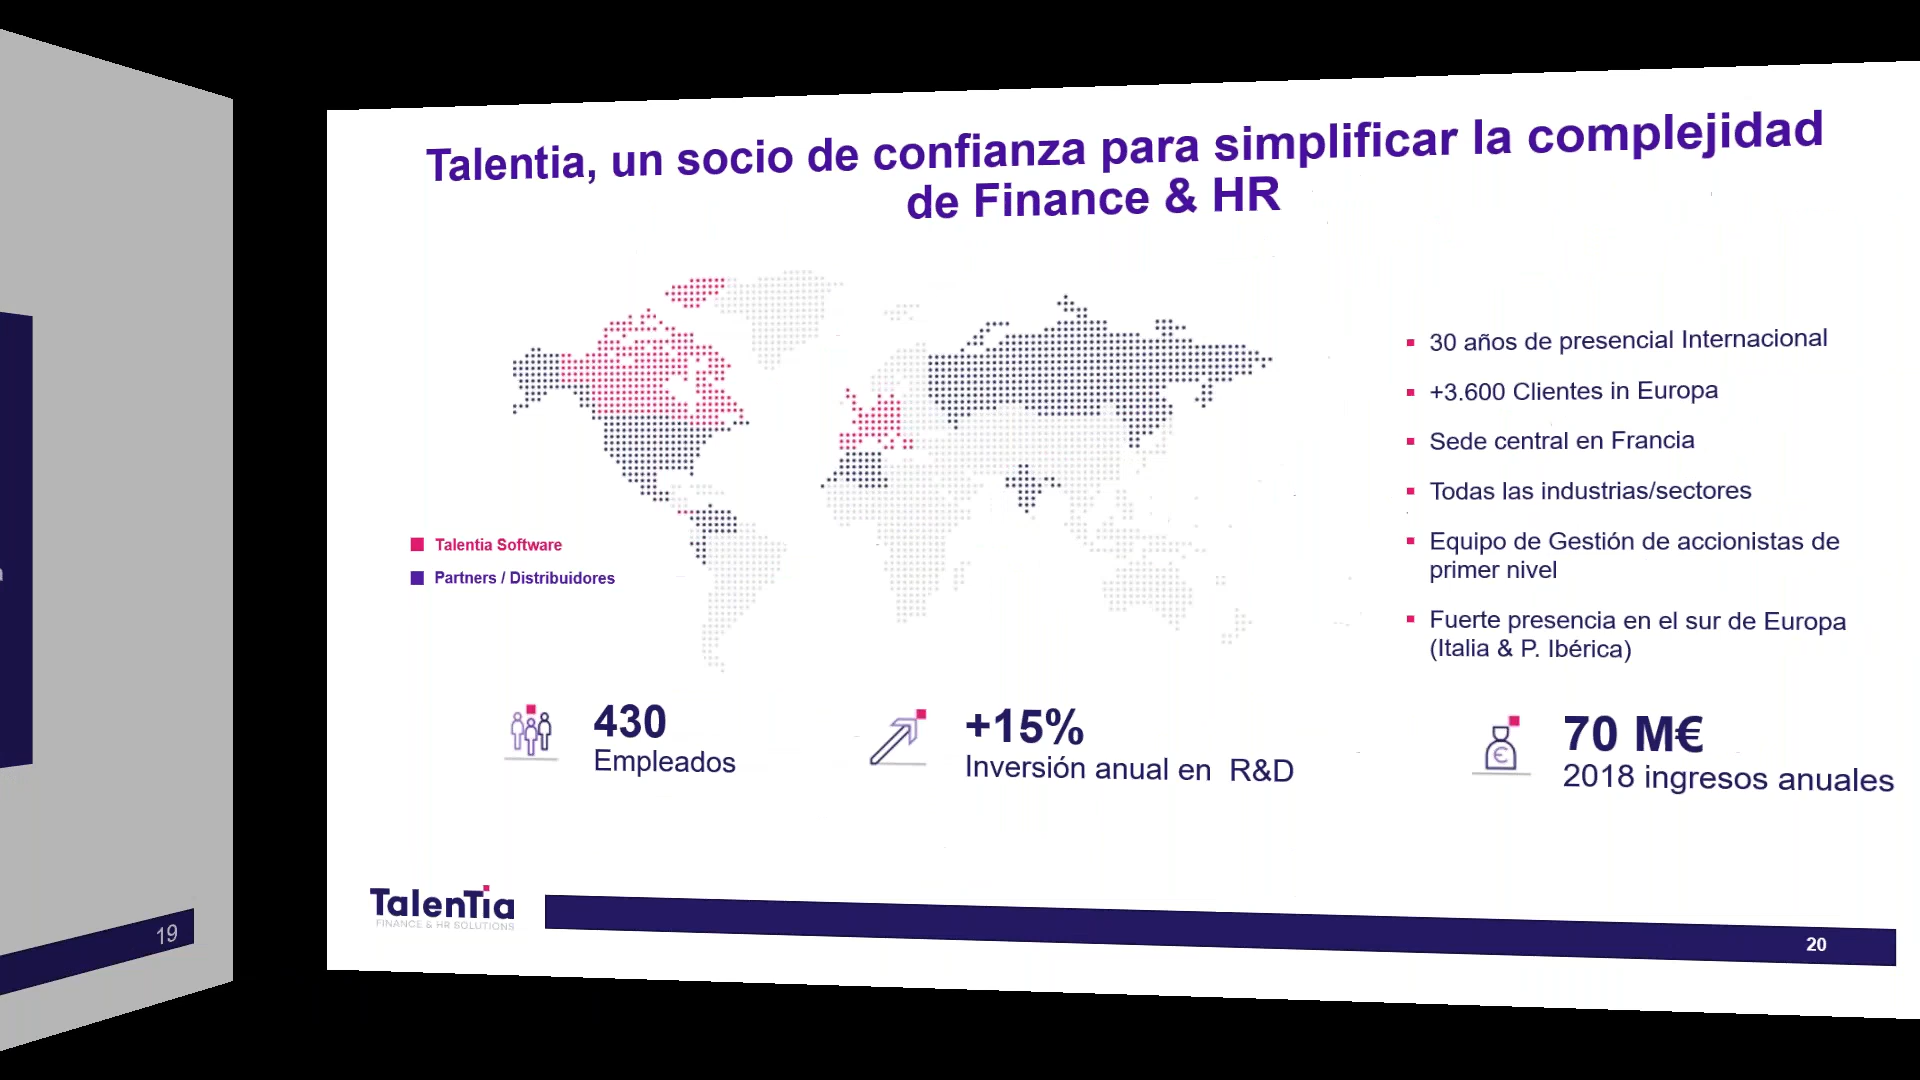 Talentia, un socio de confianza para simplificar la complejidad
de Finance & HR
30 años de presencial Internacional
+3.600 Clientes in Europa
Sede central en Francia
Todas las industrias/sectores
Equipo de Gestión de accionistas de
primer nivel
Fuerte presencia en el sur de Europa
(Italia & P. Ibérica)
Talentia Software
Partners / Distribuidores
430
Empleados
+15%
Inversión anual en R&D
70 M€
2018 ingresos anuales
TalenTia
FINANCE & HR SOLUTIONS
20
19